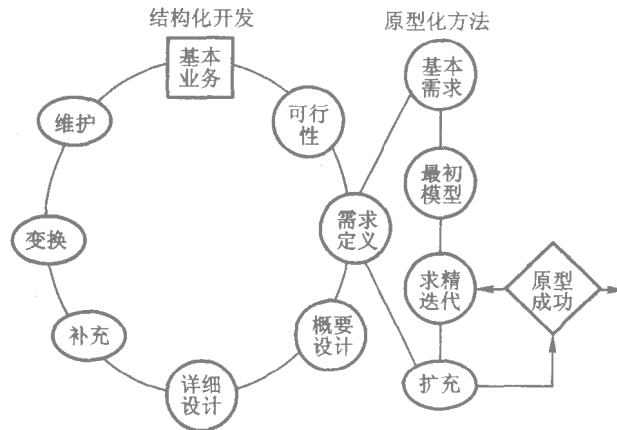 结构化开发
原型化方法
基本
业务
可行
性
需求
定义
概要
设计
详细
设计
补充
变换
维护
基本
需求
最初
模型
求精
迭代
扩充
原型
成功